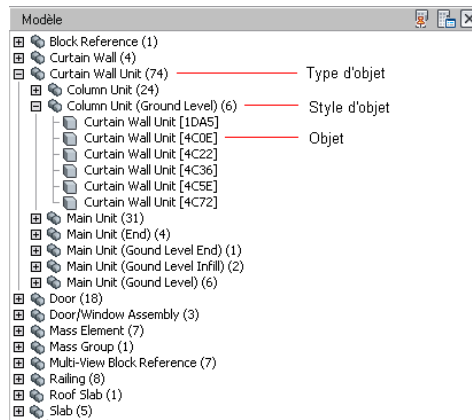 Modèle
Block Reference (1)
Curtain Wall (4)
Curtain Wall Unit (74) Type d'objet
Column Unit (24)
Column Unit (Ground Level) (6) Style d'objet
Curtain Wall Unit [1DA5]
Curtain Wall Unit [4C0E] Objet
Curtain Wall Unit [4C22]
Curtain Wall Unit [4C36]
Curtain Wall Unit [4C5E]
Curtain Wall Unit [4C72]
Main Unit (31)
Main Unit (End) (4)
Main Unit (Gound Level End) (1)
Main Unit (Gound Level Infill) (2)
Main Unit (Ground Level) (6)
Door (18)
Door/Window Assembly (3)
Mass Element (7)
Mass Group (1)
Multi-View Block Reference (7)
Railing (8)
Roof Slab (1)
Slab (5)